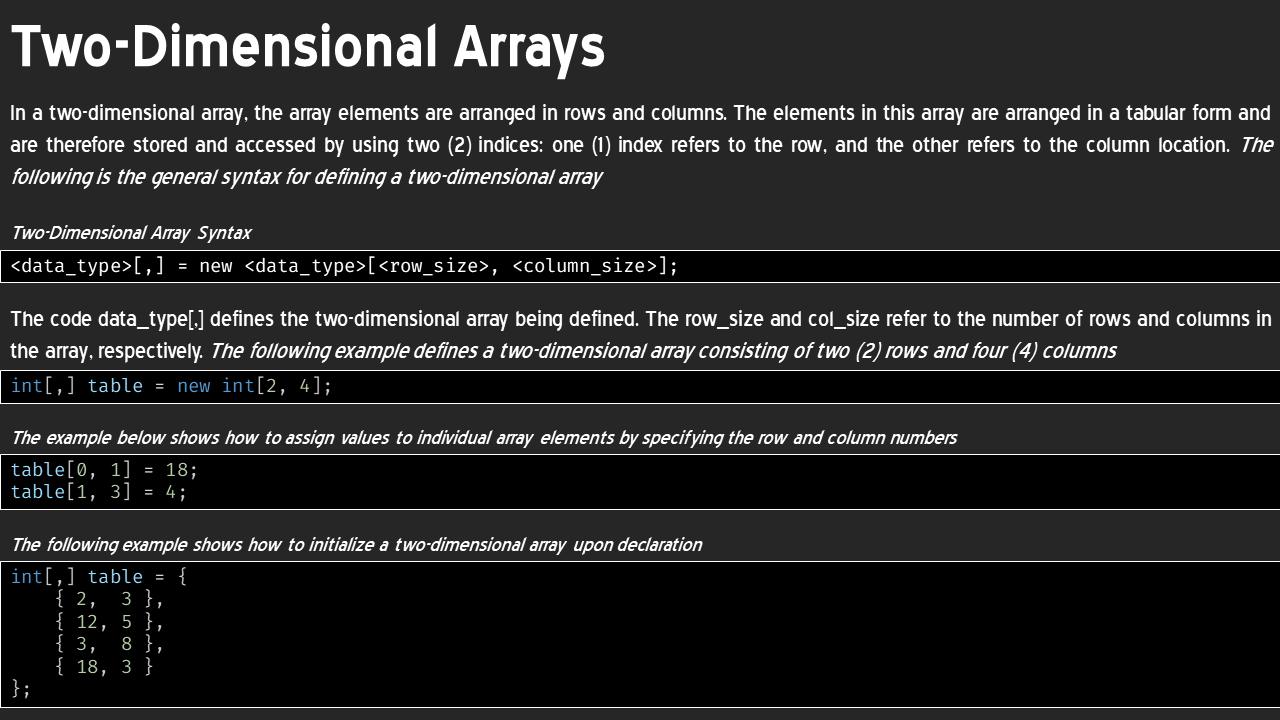 Two-Dimensional Arrays
In a two-dimensional array, the array elements are arranged in rows and columns. The elements in this array are arranged in a tabular form and
are therefore stored and accessed by using two (2) indices: one (1) index refers to the row, and the other refers to the column location. The
following is the general syntax for defining a two-dimensional array
Two-Dimensional Array Syntax
<data_type>[,] = new <data_type>[<row_size>, <column_size>];
The code data_type[,] defines the two-dimensional array being defined. The row_size and col_size refer to the number of rows and columns in
the array, respectively. The following example defines a two-dimensional array consisting of two (2) rows and four (4) columns
int[,] table = new int[2, 4];
The example below shows how to assign values to individual array elements by specifying the row and column numbers
table[0, 1] = 18;
table[1, 3] = 4;
The following example shows how to initialize a two-dimensional array upon declaration
int[,] table = {
    { 2,  3 },
    { 12, 5 },
    { 3,  8 },
    { 18, 3 }
};